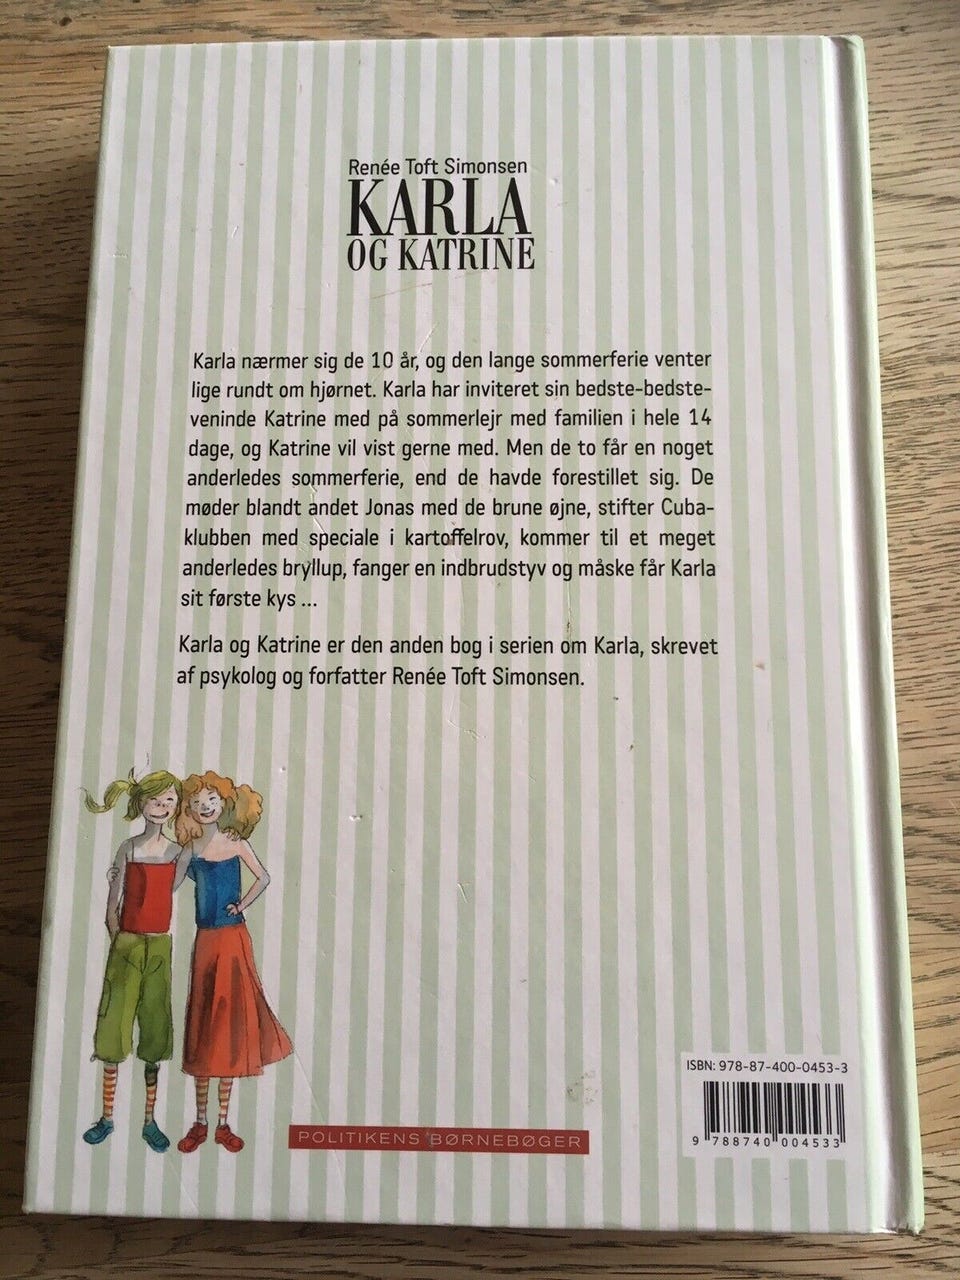 Renée Toft Simonsen
KARLA
OG KATRINE
Karla nærmer sig de 10 år, og den lange sommerferie venter
lige rundt om hjørnet. Karla har inviteret sin bedste-bedste-
veninde Katrine med på sommerlejr med familien i hele 14
dage, og Katrine vil vist gerne med. Men de to får en noget
anderledes sommerferie, end de havde forestillet sig. De
møder blandt andet Jonas med de brune øjne, stifter Cuba-
klubben med speciale i kartoffelrov, kommer til et meget
anderledes bryllup, fanger en indbrudstyv og måske får Karla
sit første kys ...
Karla og Katrine er den anden bog i serien om Karla, skrevet
af psykolog og forfatter Renée Toft Simonsen.
ISBN: 978-87-400-0453-3
9 788740 004533
POLITIKENS BØRNEBØGER